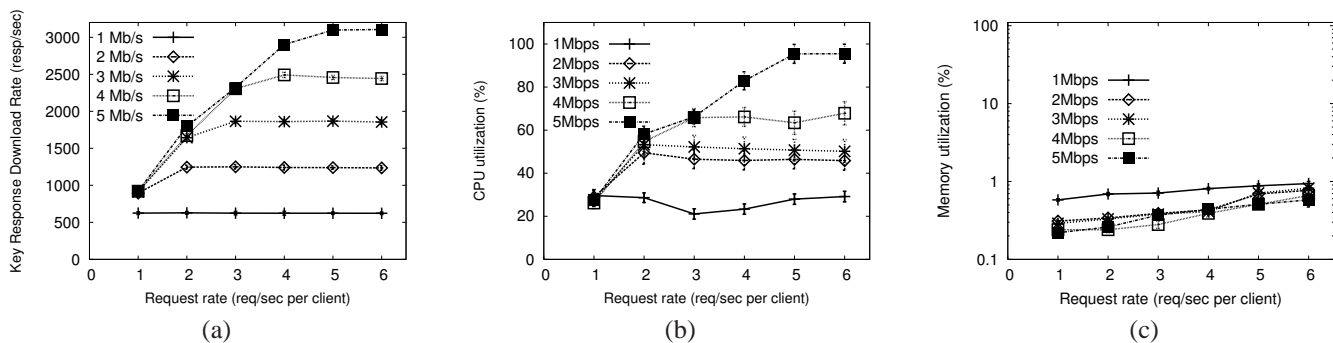 Key Response Download Rate (resp/sec)
3000
2500
2000
1500
1000
500
0
1 Mb/s
2 Mb/s
3 Mb/s
4 Mb/s
5 Mb/s
0 1 2 3 4 5 6
Request rate (req/sec per client)
(a)
CPU utilization (%)
100
80
60
40
20
0
1Mbps
2Mbps
3Mbps
4Mbps
5Mbps
0 1 2 3 4 5 6
Request rate (req/sec per client)
(b)
Memory utilization (%)
100
10
1
0.1
1Mbps
2Mbps
3Mbps
4Mbps
5Mbps
0 1 2 3 4 5 6
Request rate (req/sec per client)
(c)